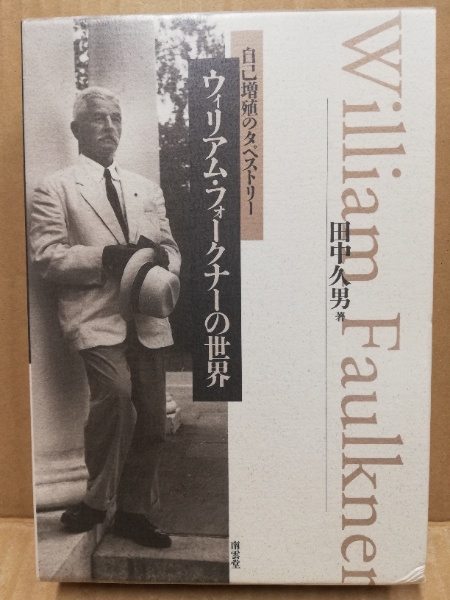 William Faulkner
自己増殖のタペストリー
ウィリアム・フォークナーの世界
田中久男 著
南雲堂